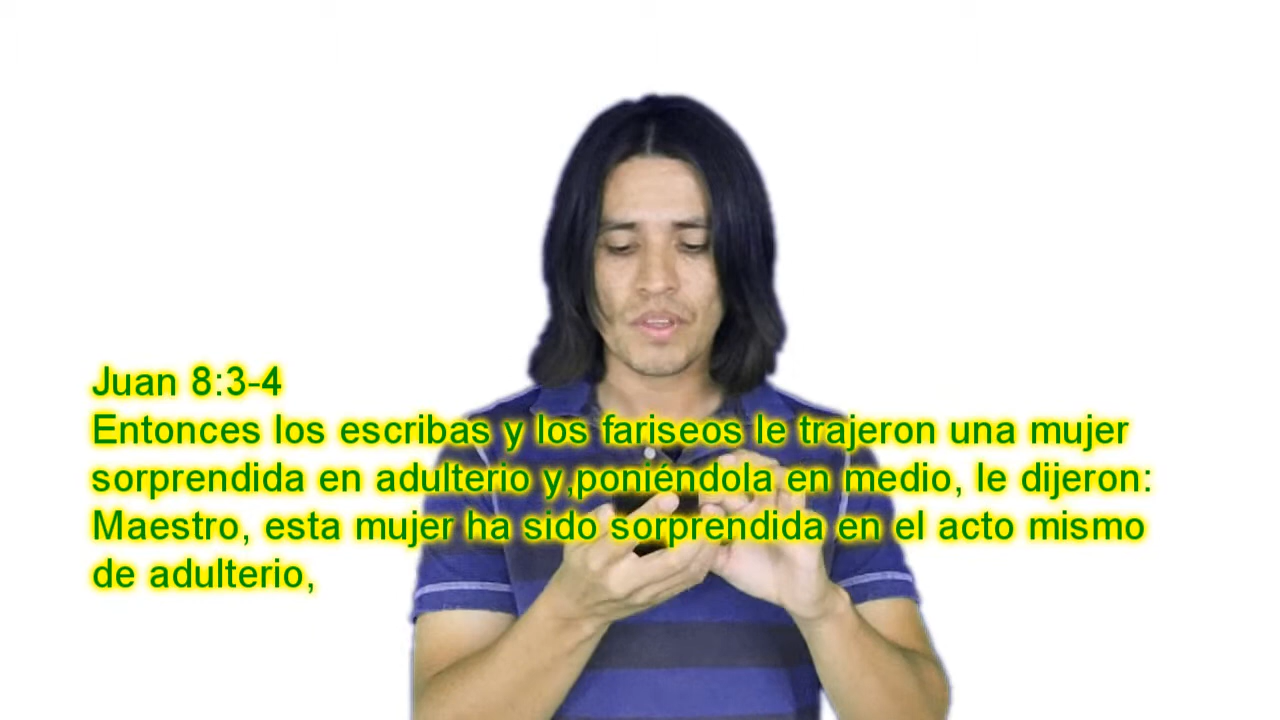 Juan 8:3-4
Entonces los escribas y los fariseos le trajeron una mujer
sorprendida en adulterio y,poniéndola en medio, le dijeron:
Maestro, esta mujer ha sido sorprendida en el acto mismo
de adulterio,